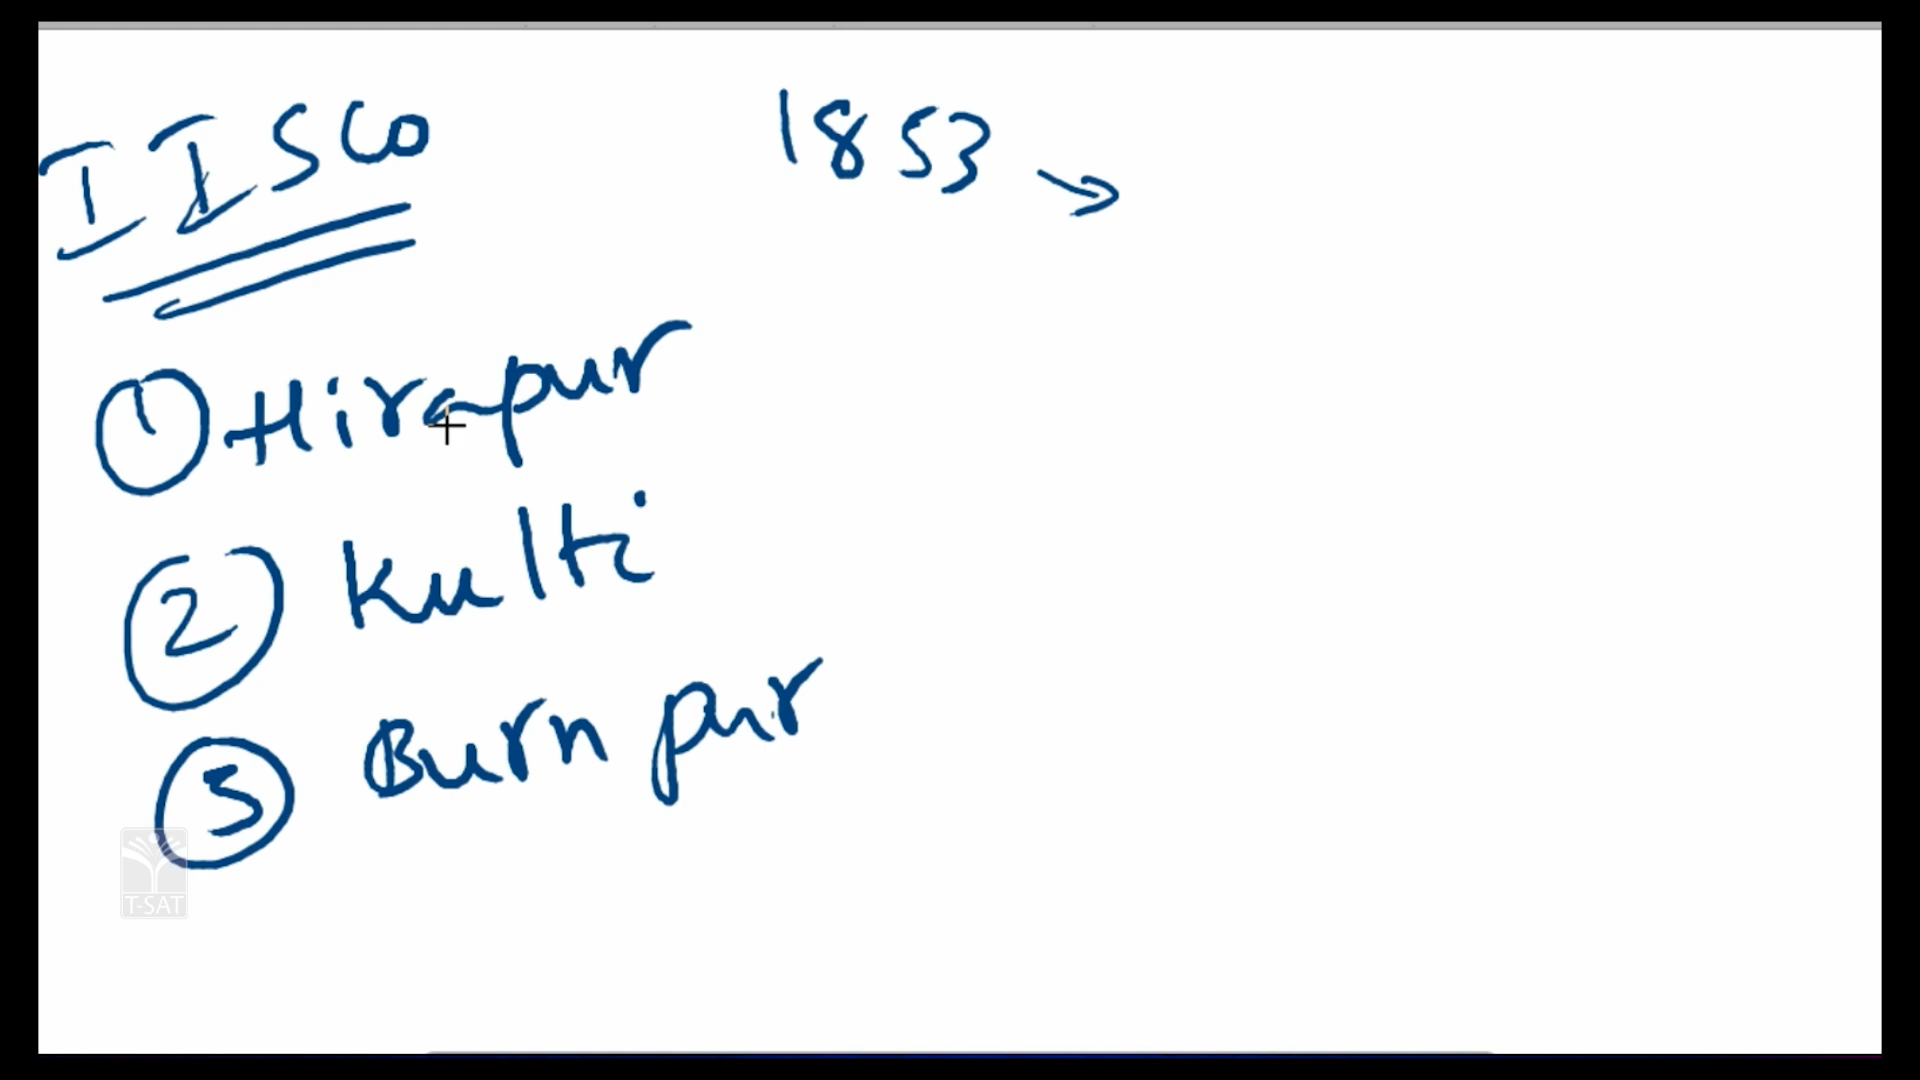 IISCO 1853 →
① Hirapur
② Kulti
③ Burnpur
T-SAT